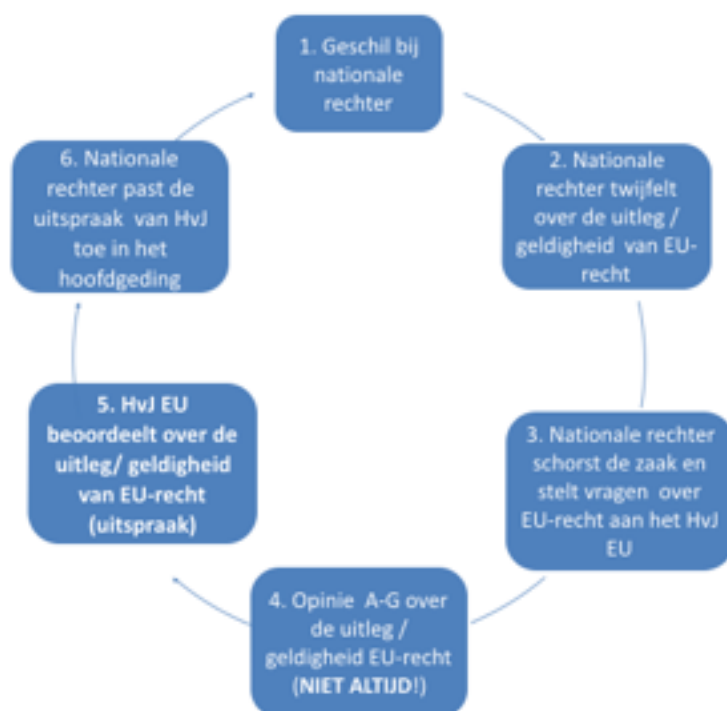 1. Geschil bij
nationale
rechter
2. Nationale
rechter twijfelt
over de uitleg /
geldigheid van EU-
recht
3. Nationale rechter
schorst de zaak en
stelt vragen over
EU-recht aan het HvJ
EU
4. Opinie A-G over
de uitleg /
geldigheid EU-recht
(NIET ALTIJD!)
5. HvJ EU
beoordeelt over de
uitleg/ geldigheid
van EU-recht
(uitspraak)
6. Nationale
rechter past de
uitspraak van HvJ
toe in het
hoofdgeding